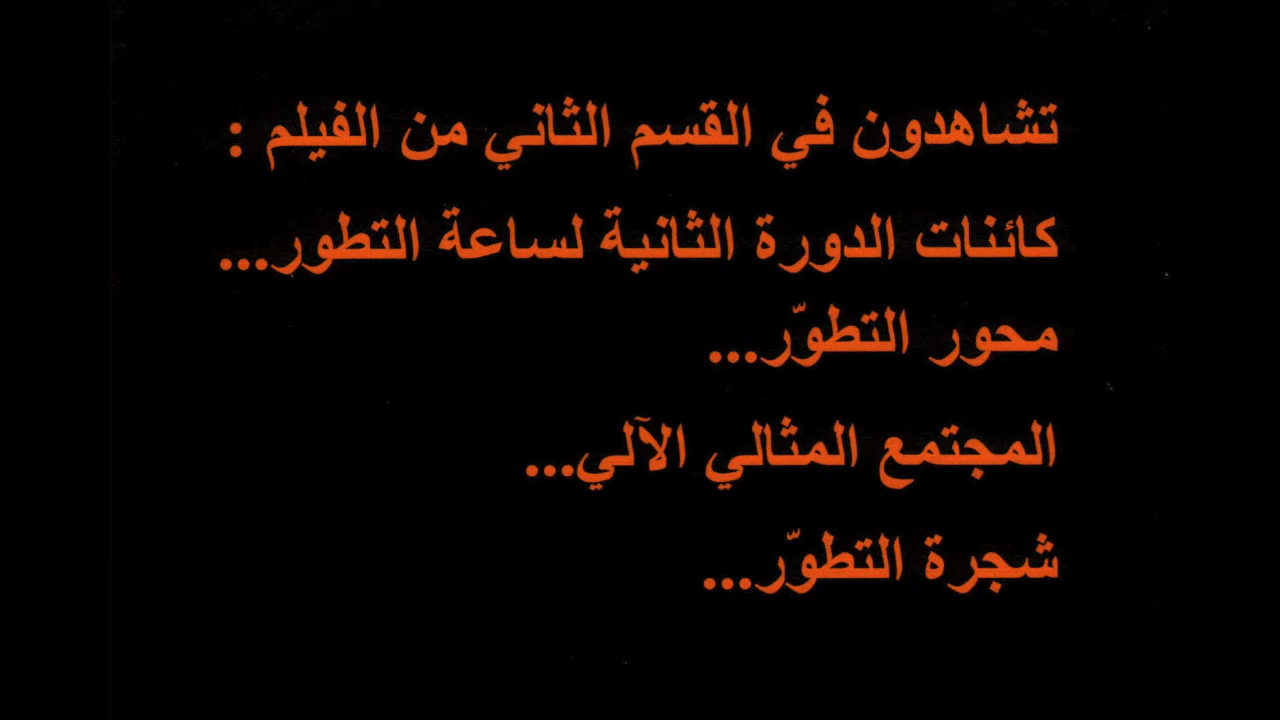 تشاهدون في القسم الثاني من الفيلم :
كائنات الدورة الثانية لساعة التطور...
محور التطوّر...
المجتمع المثالي الآلي...
شجرة التطوّر...